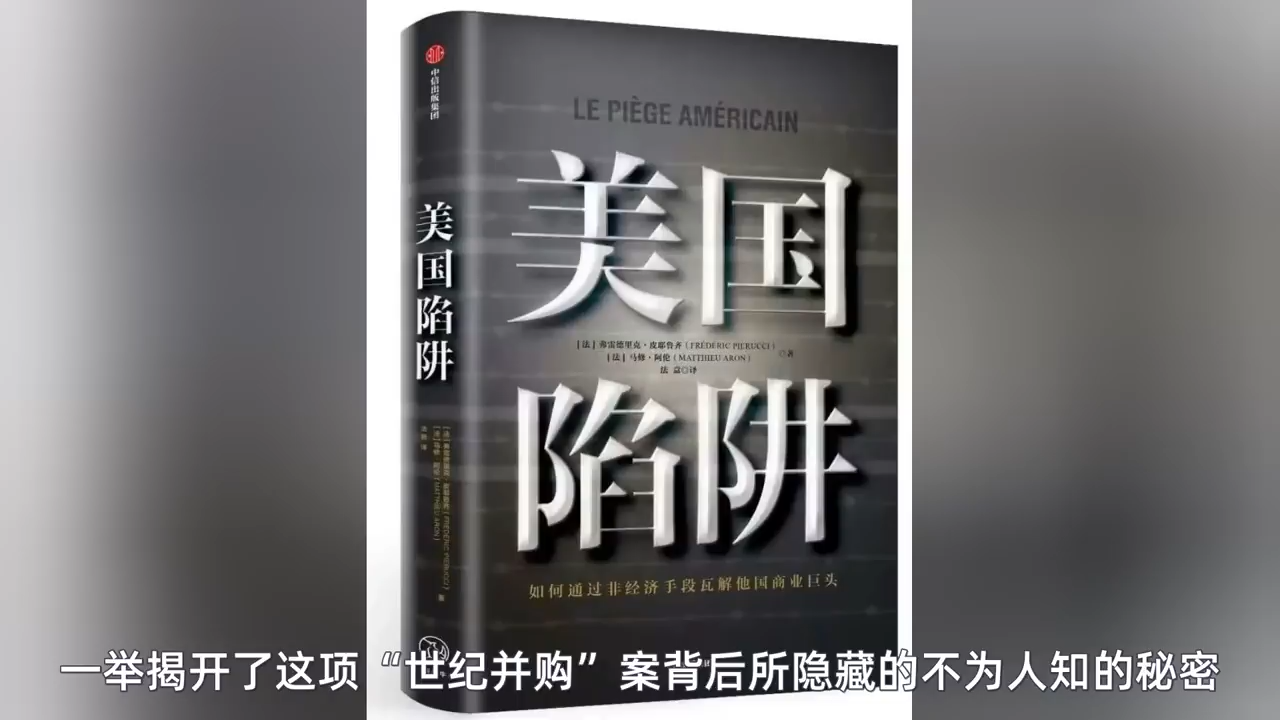 中信出版集团
美国陷阱
LE PIÈGE AMÉRICAIN
美国
[法] 弗雷德里克·皮耶鲁齐 (FRÉDÉRIC PIERUCCI)
[法] 马修·阿伦 (MATTHIEU ARON)
◎著
法意◎译
陷阱
如何通过非经济手段瓦解他国商业巨头
一举揭开了这项“世纪并购”案背后所隐藏的不为人知的秘密